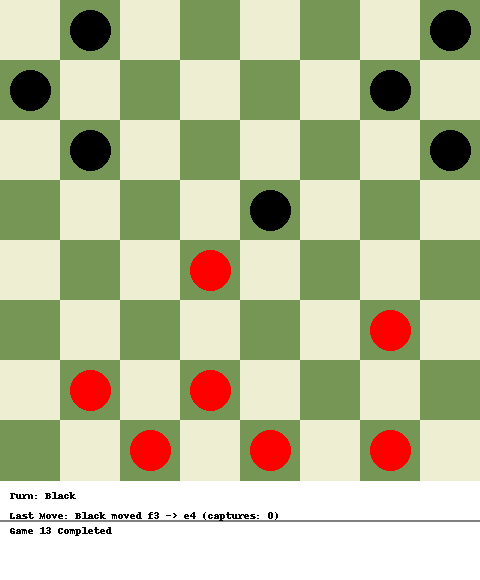 Turn: Black
Last Move: Black moved f3 -> e4 (captures: 0)
Game 13 Completed